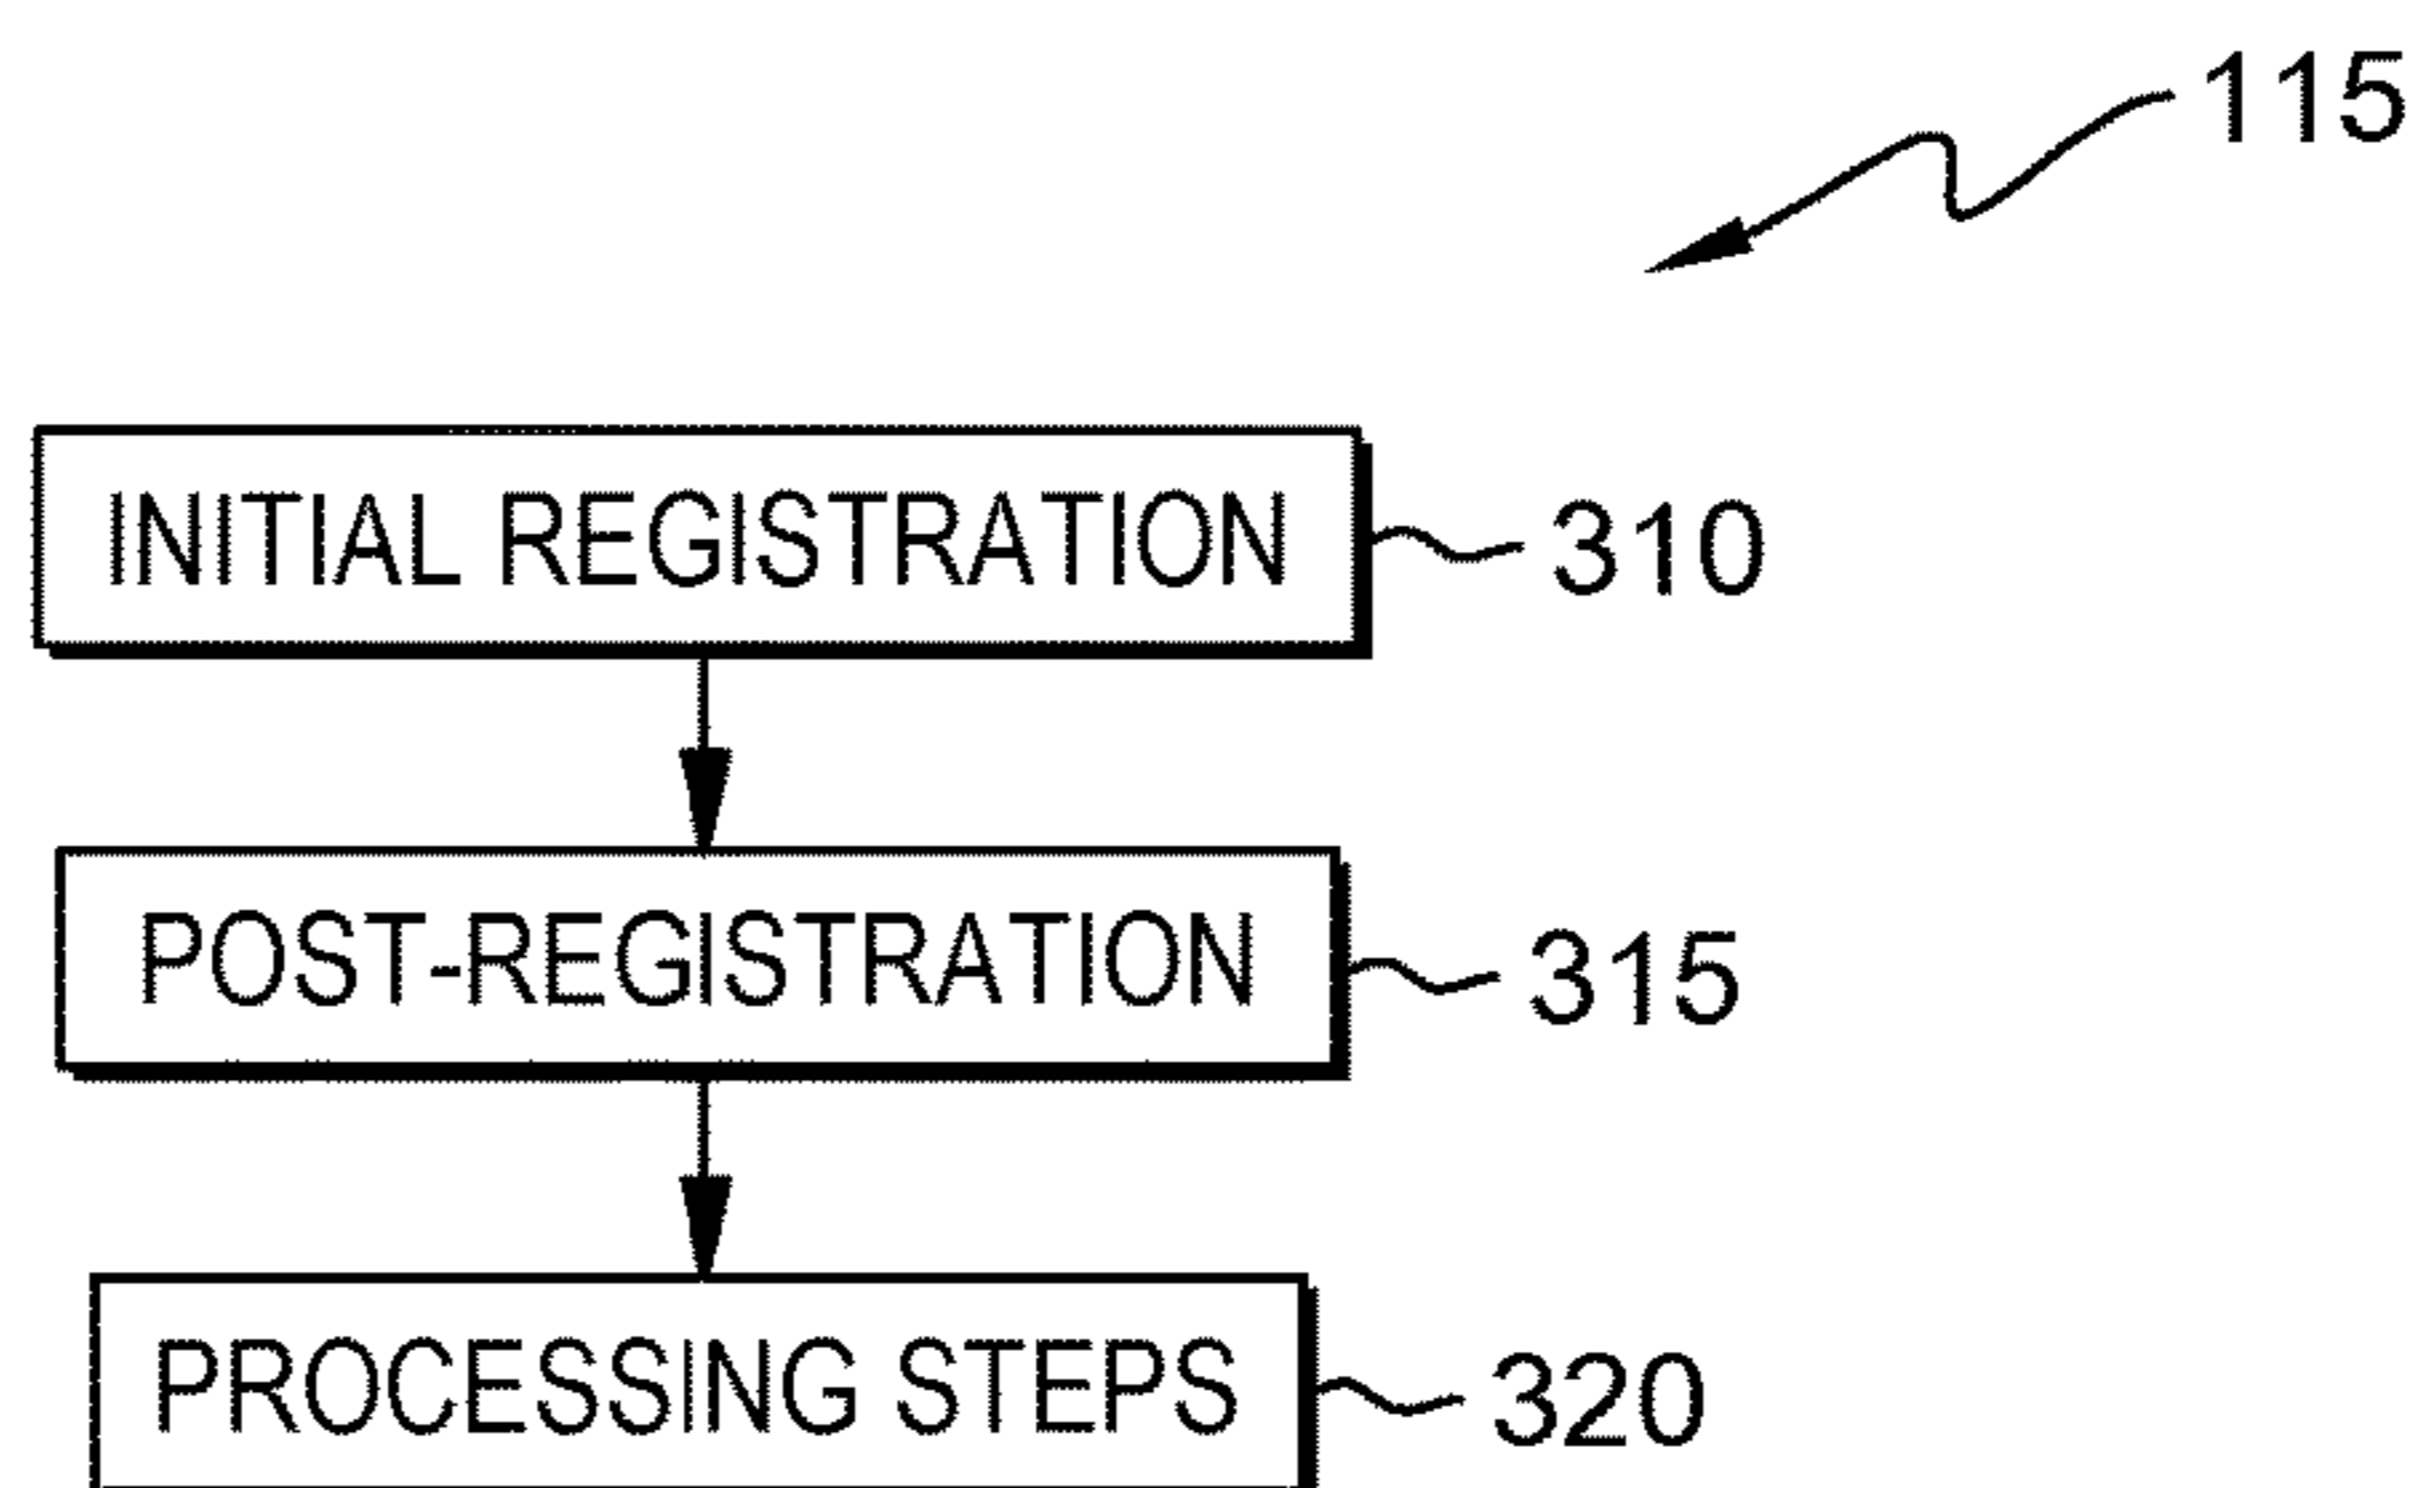 115
INITIAL REGISTRATION 310
POST-REGISTRATION 315
PROCESSING STEPS 320